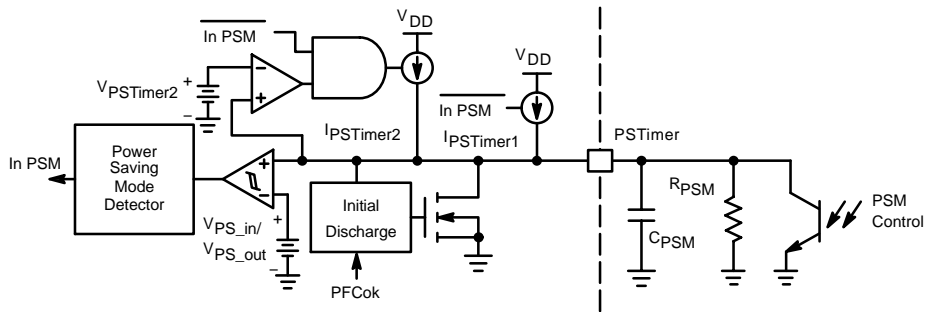 V_DD
In PSM
V_DD
V_PSTimer2
+
−
−
+
In PSM
I_PSTimer2
I_PSTimer1
PSTimer
In PSM
Power
Saving
Mode
Detector
+
−
V_PS_in/
V_PS_out
+
−
Initial
Discharge
PFCok
C_PSM
R_PSM
PSM
Control